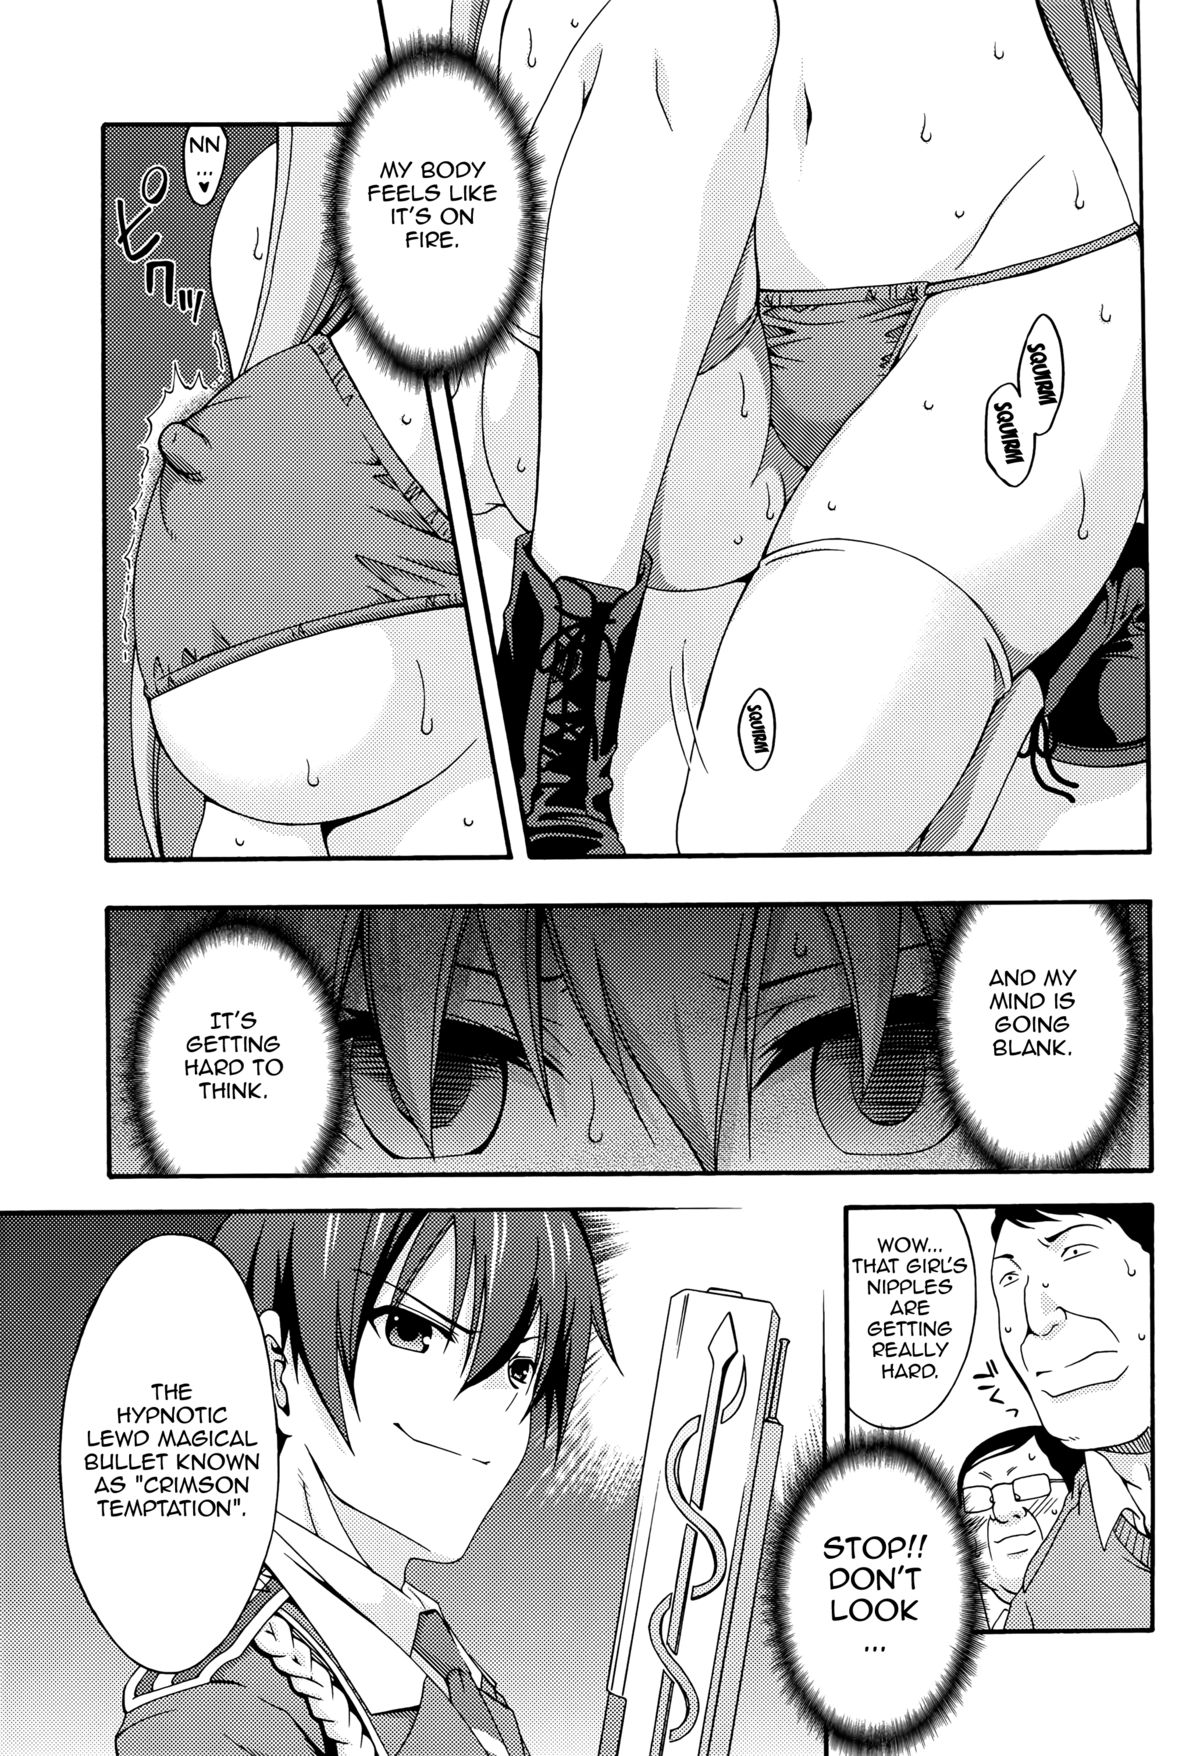 MY BODY
FEELS LIKE
IT'S ON
FIRE.
SQUIRM
SQUIRM
SQUIRM
NN
...
♥
ピクッ
AND MY
MIND IS
GOING
BLANK.
IT'S
GETTING
HARD TO
THINK.
WOW...
THAT GIRL'S
NIPPLES
ARE
GETTING
REALLY
HARD.
STOP!!
DON'T
LOOK
...
THE
HYPNOTIC
LEWD MAGICAL
BULLET KNOWN
AS "CRIMSON
TEMPTATION".